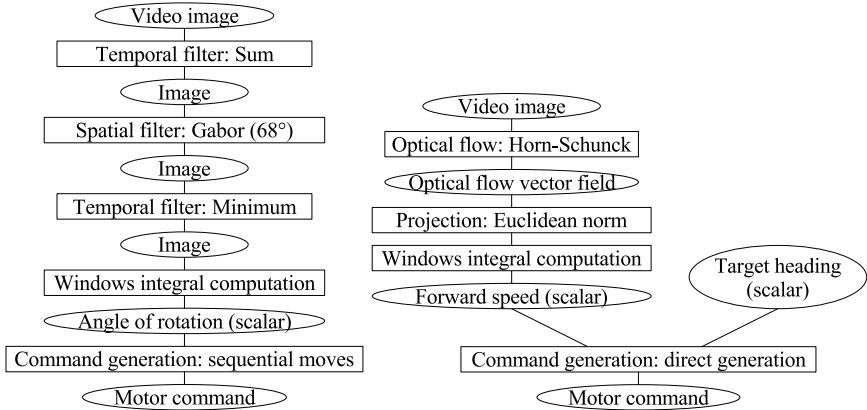 Video image
Temporal filter: Sum
Image
Spatial filter: Gabor (68°)
Image
Temporal filter: Minimum
Image
Windows integral computation
Angle of rotation (scalar)
Command generation: sequential moves
Motor command
Video image
Optical flow: Horn-Schunck
Optical flow vector field
Projection: Euclidean norm
Windows integral computation
Forward speed (scalar)
Target heading
(scalar)
Command generation: direct generation
Motor command